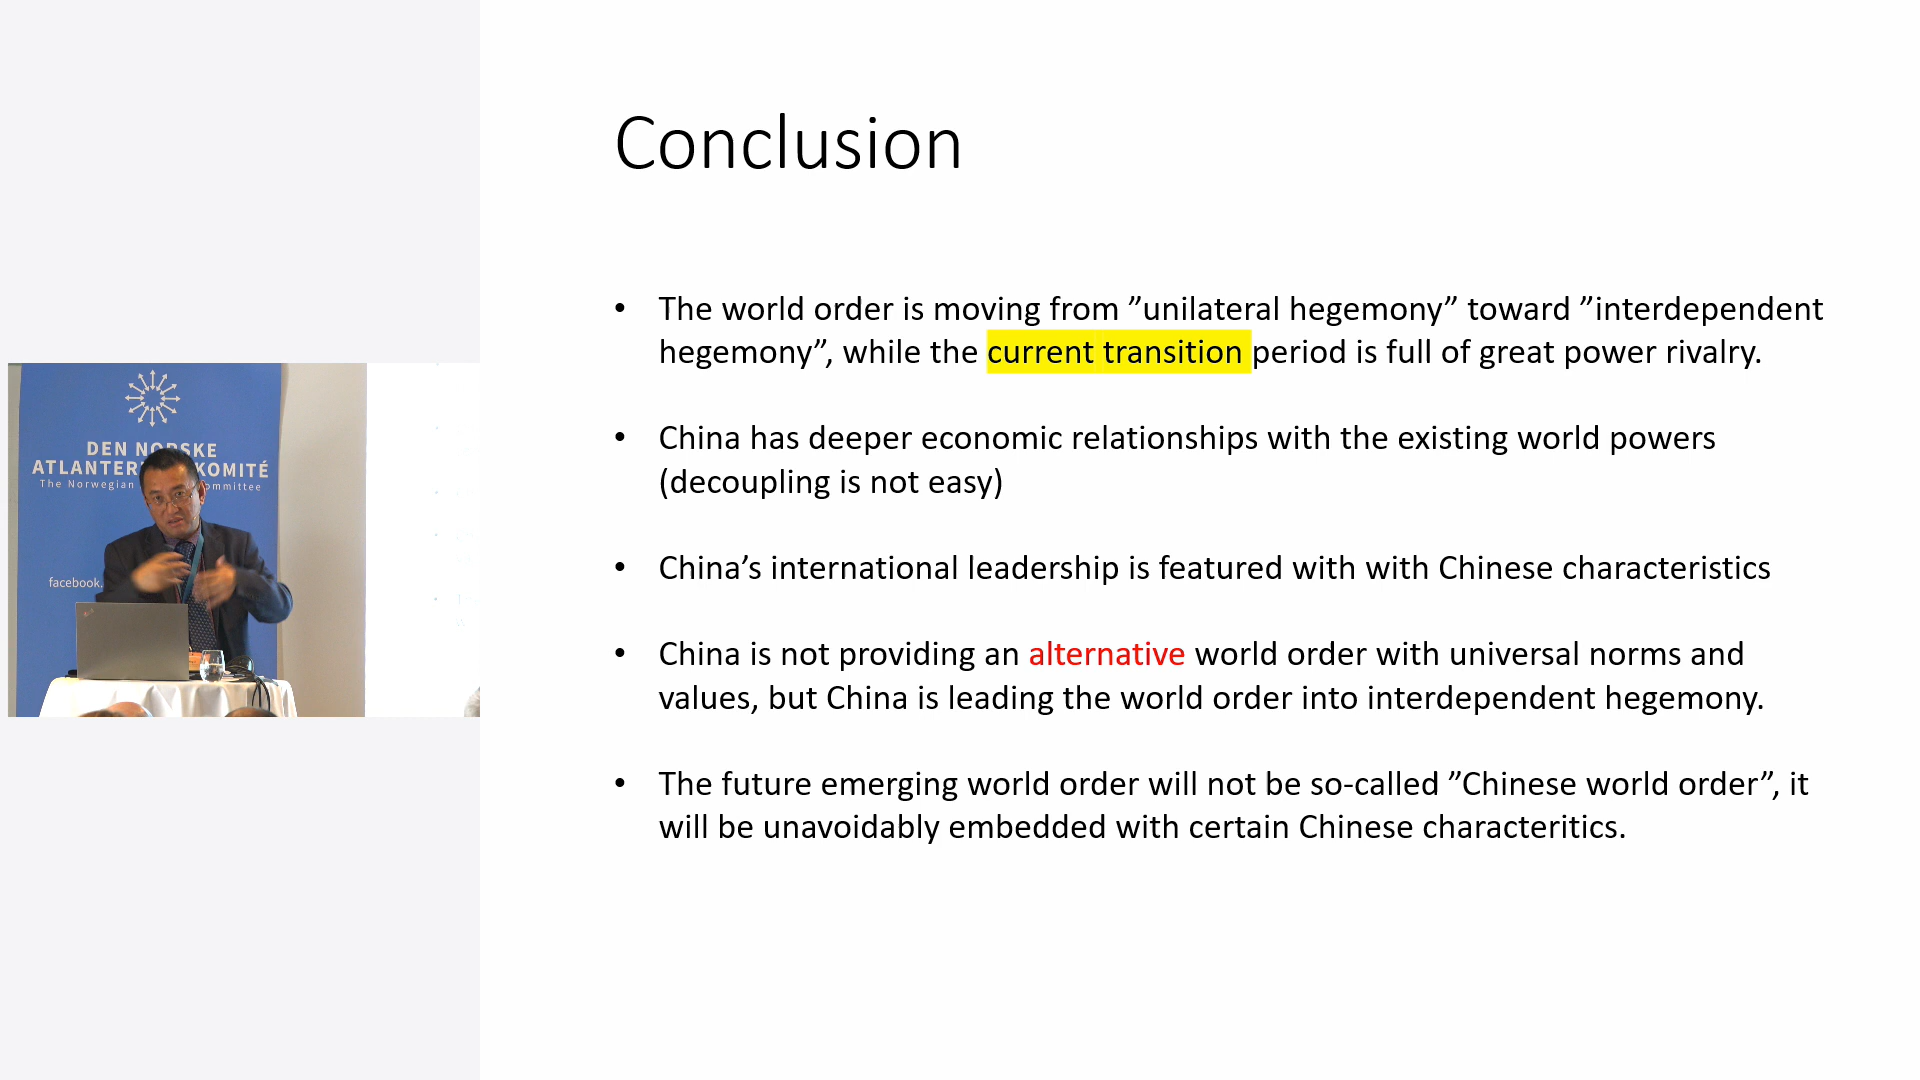 Conclusion
• The world order is moving from ”unilateral hegemony” toward ”interdependent
hegemony”, while the current transition period is full of great power rivalry.
• China has deeper economic relationships with the existing world powers
(decoupling is not easy)
• China’s international leadership is featured with with Chinese characteristics
• China is not providing an alternative world order with universal norms and
values, but China is leading the world order into interdependent hegemony.
• The future emerging world order will not be so-called ”Chinese world order”, it
will be unavoidably embedded with certain Chinese characteritics.
DEN NORSKE
ATLANTER KOMITÉ
The Norwegian ommittee
facebook.